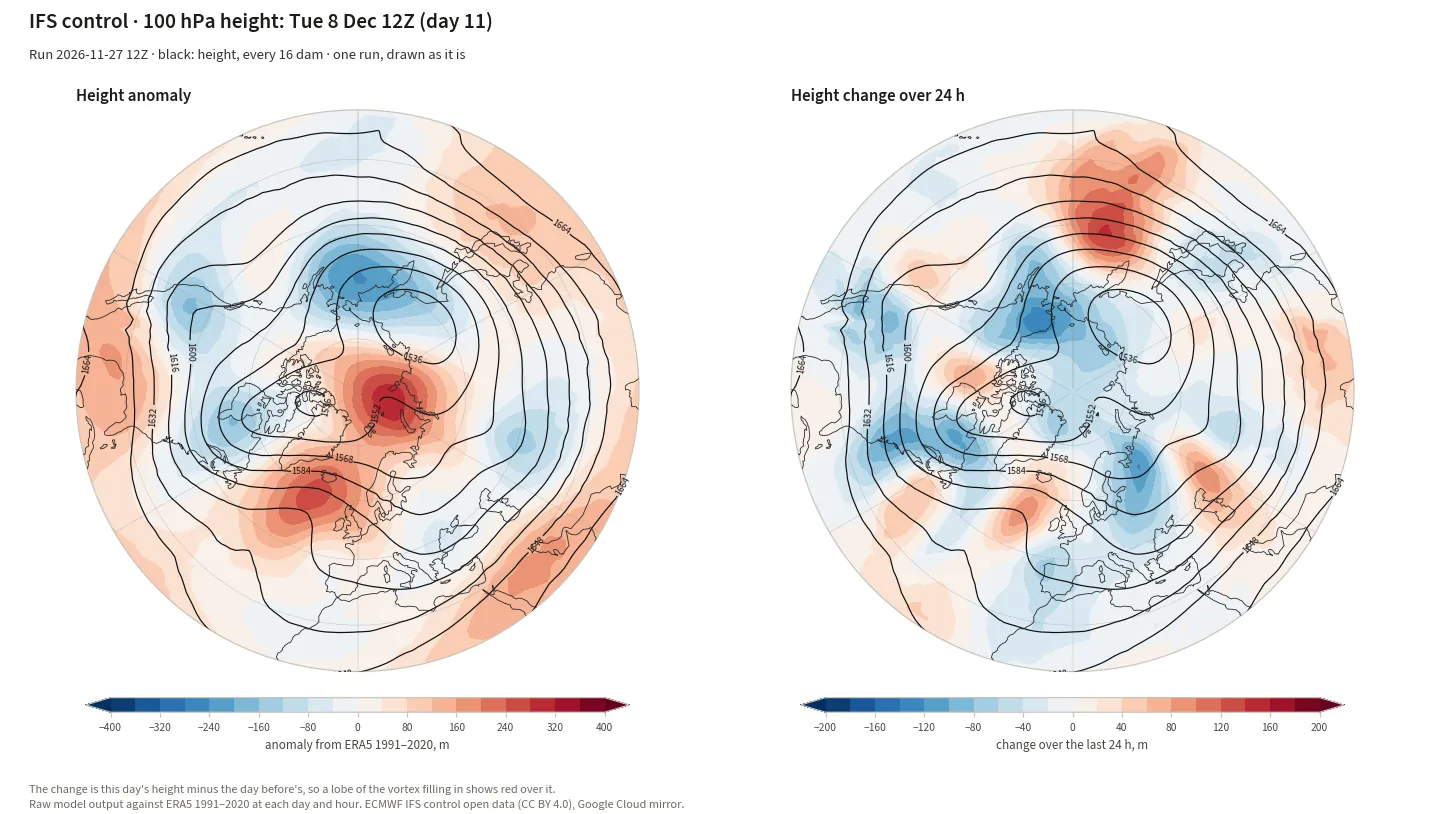 IFS control · 100 hPa height: Tue 8 Dec 12Z (day 11)
Run 2026-11-27 12Z · black: height, every 16 dam · one run, drawn as it is
Height anomaly
Height change over 24 h
1664
1664
1536
1600
1616
1664
1632
1552
1568
1584
1664
1648
1664
1664
1536
1600
1616
1632
1552
1568
1584
1664
1648
−400 −320 −240 −160 −80 0 80 160 240 320 400
anomaly from ERA5 1991–2020, m
−200 −160 −120 −80 −40 0 40 80 120 160 200
change over the last 24 h, m
The change is this day's height minus the day before's, so a lobe of the vortex filling in shows red over it.
Raw model output against ERA5 1991–2020 at each day and hour. ECMWF IFS control open data (CC BY 4.0), Google Cloud mirror.